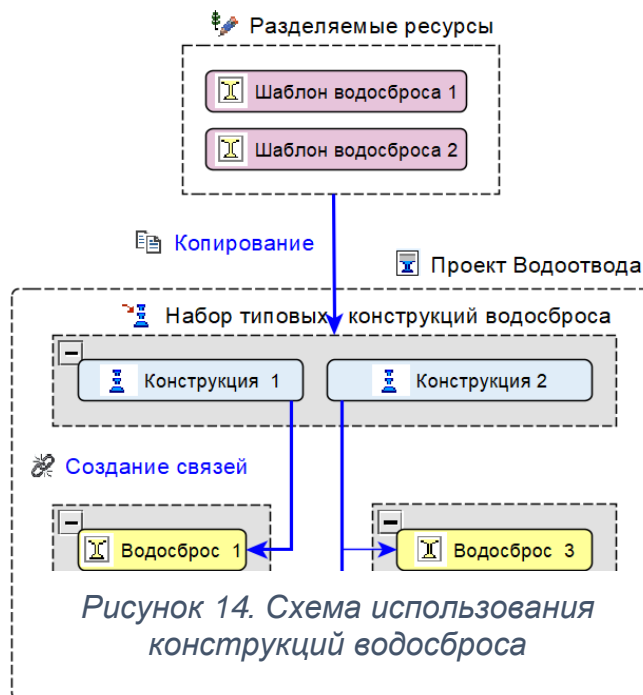 Разделяемые ресурсы
Шаблон водосброса 1
Шаблон водосброса 2
Копирование
Проект Водоотвода
Набор типовых конструкций водосброса
Конструкция 1
Конструкция 2
Создание связей
Водосброс 1
Водосброс 3
Рисунок 14. Схема использования
конструкций водосброса